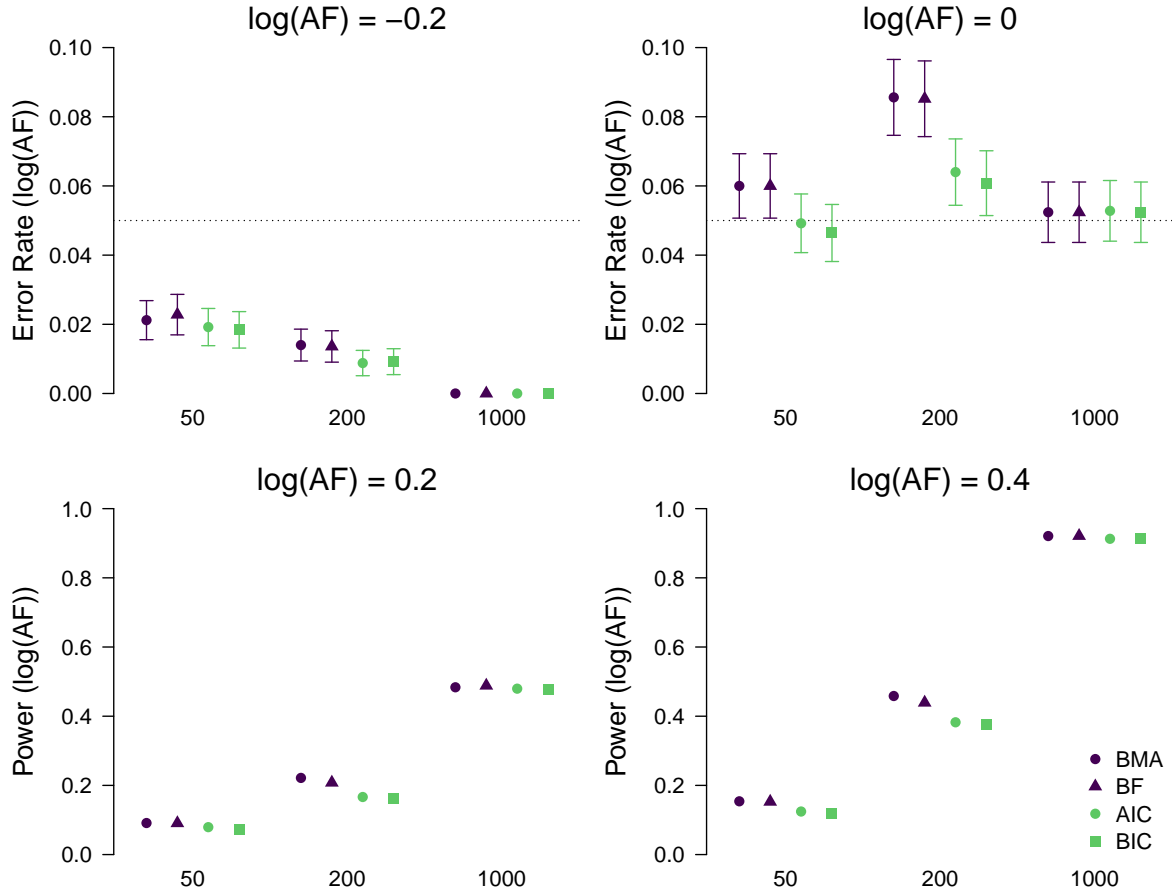 log(AF) = −0.2
Error Rate (log(AF))
0.10
0.08
0.06
0.04
0.02
0.00
50 200 1000
log(AF) = 0
Error Rate (log(AF))
0.10
0.08
0.06
0.04
0.02
0.00
50 200 1000
log(AF) = 0.2
Power (log(AF))
1.0
0.8
0.6
0.4
0.2
0.0
50 200 1000
log(AF) = 0.4
Power (log(AF))
1.0
0.8
0.6
0.4
0.2
0.0
50 200 1000
BMA
BF
AIC
BIC